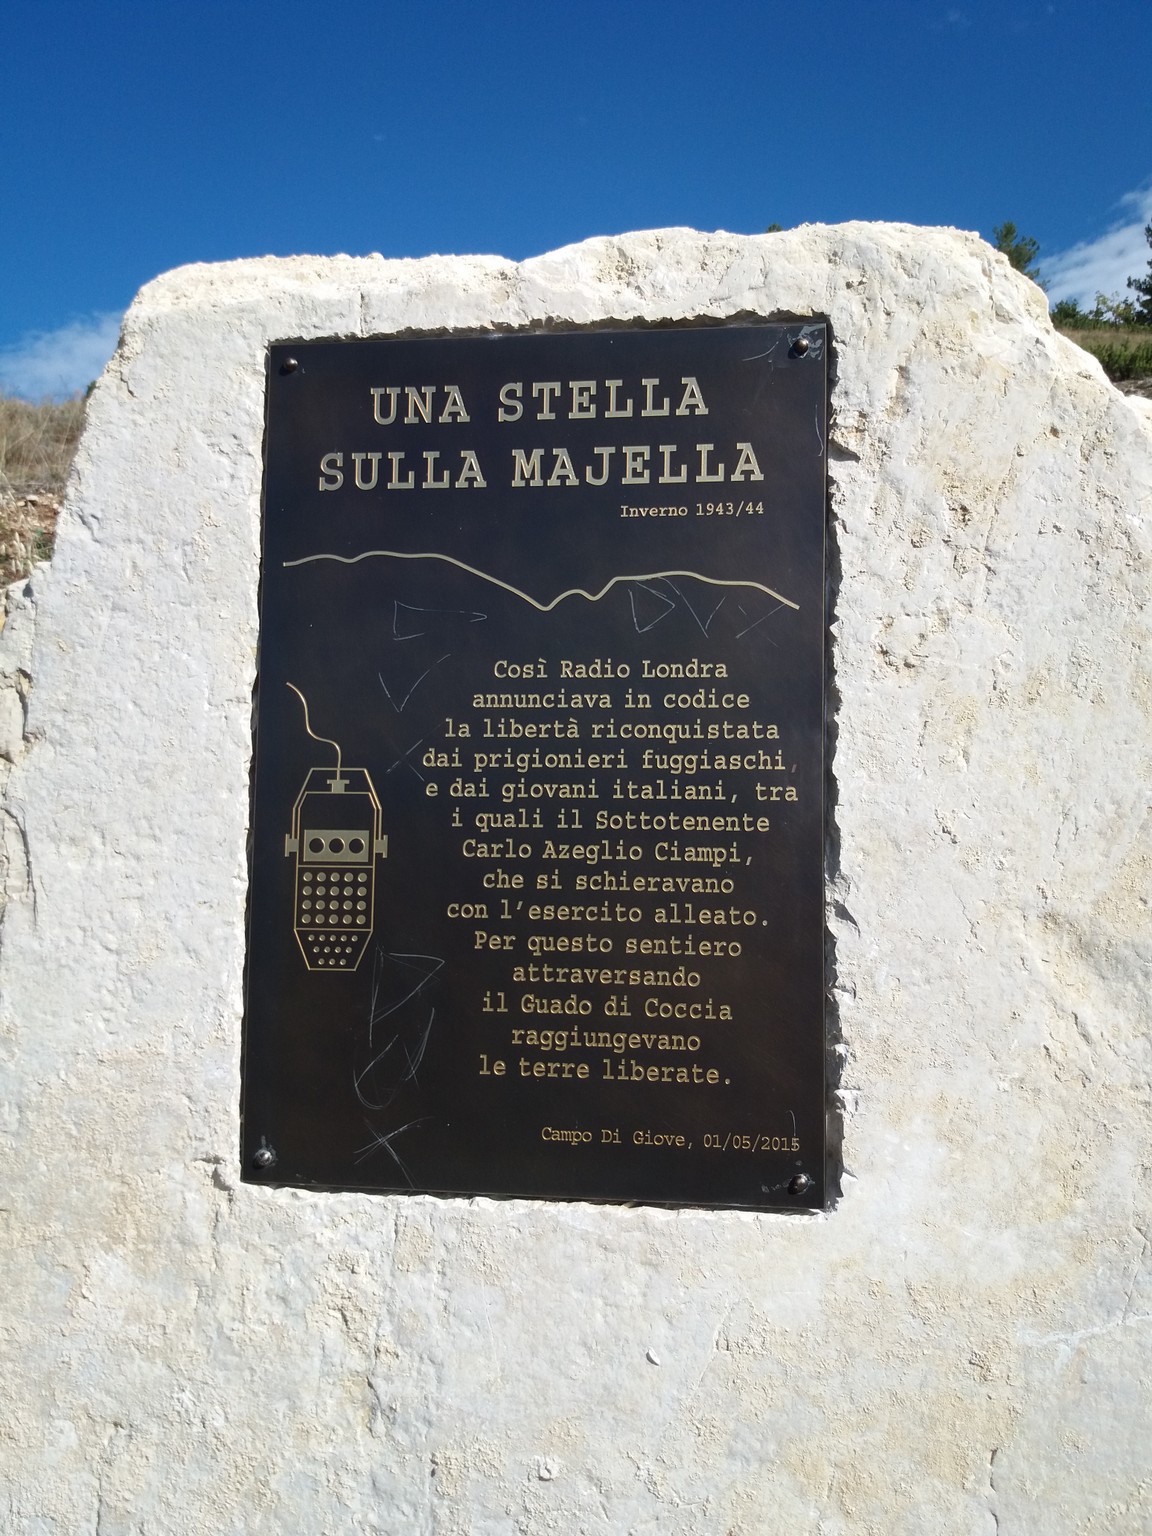 UNA STELLA
SULLA MAJELLA
Inverno 1943/44
Così Radio Londra
annunciava in codice
la libertà riconquistata
dai prigionieri fuggiaschi,
e dai giovani italiani, tra
i quali il Sottotenente
Carlo Azeglio Ciampi,
che si schieravano
con l'esercito alleato.
Per questo sentiero
attraversando
il Guado di Coccia
raggiungevano
le terre liberate.
Campo Di Giove, 01/05/2015